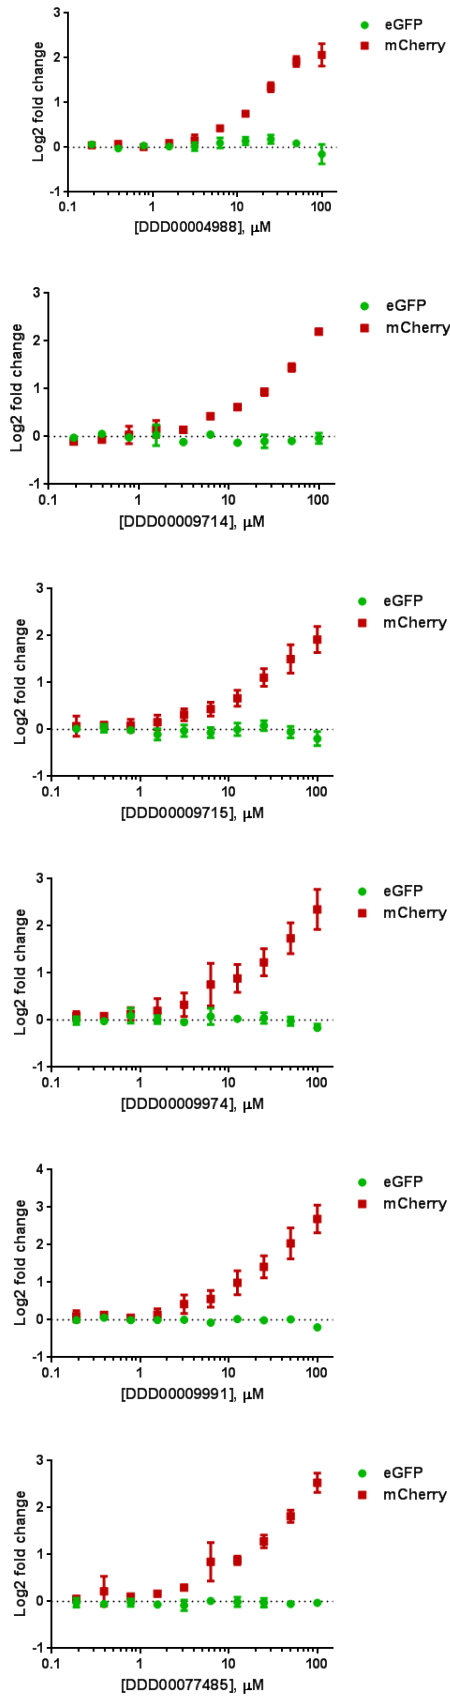 eGFP
mCherry
Log2 fold change
3
2
1
0
-1
0.1 1 10 100
[DDD00004988], μM
eGFP
mCherry
Log2 fold change
3
2
1
0
-1
0.1 1 10 100
[DDD00009714], μM
eGFP
mCherry
Log2 fold change
3
2
1
0
-1
0.1 1 10 100
[DDD00009715], μM
eGFP
mCherry
Log2 fold change
3
2
1
0
-1
0.1 1 10 100
[DDD00009974], μM
eGFP
mCherry
Log2 fold change
4
3
2
1
0
-1
0.1 1 10 100
[DDD00009991], μM
eGFP
mCherry
Log2 fold change
3
2
1
0
-1
0.1 1 10 100
[DDD00077485], μM